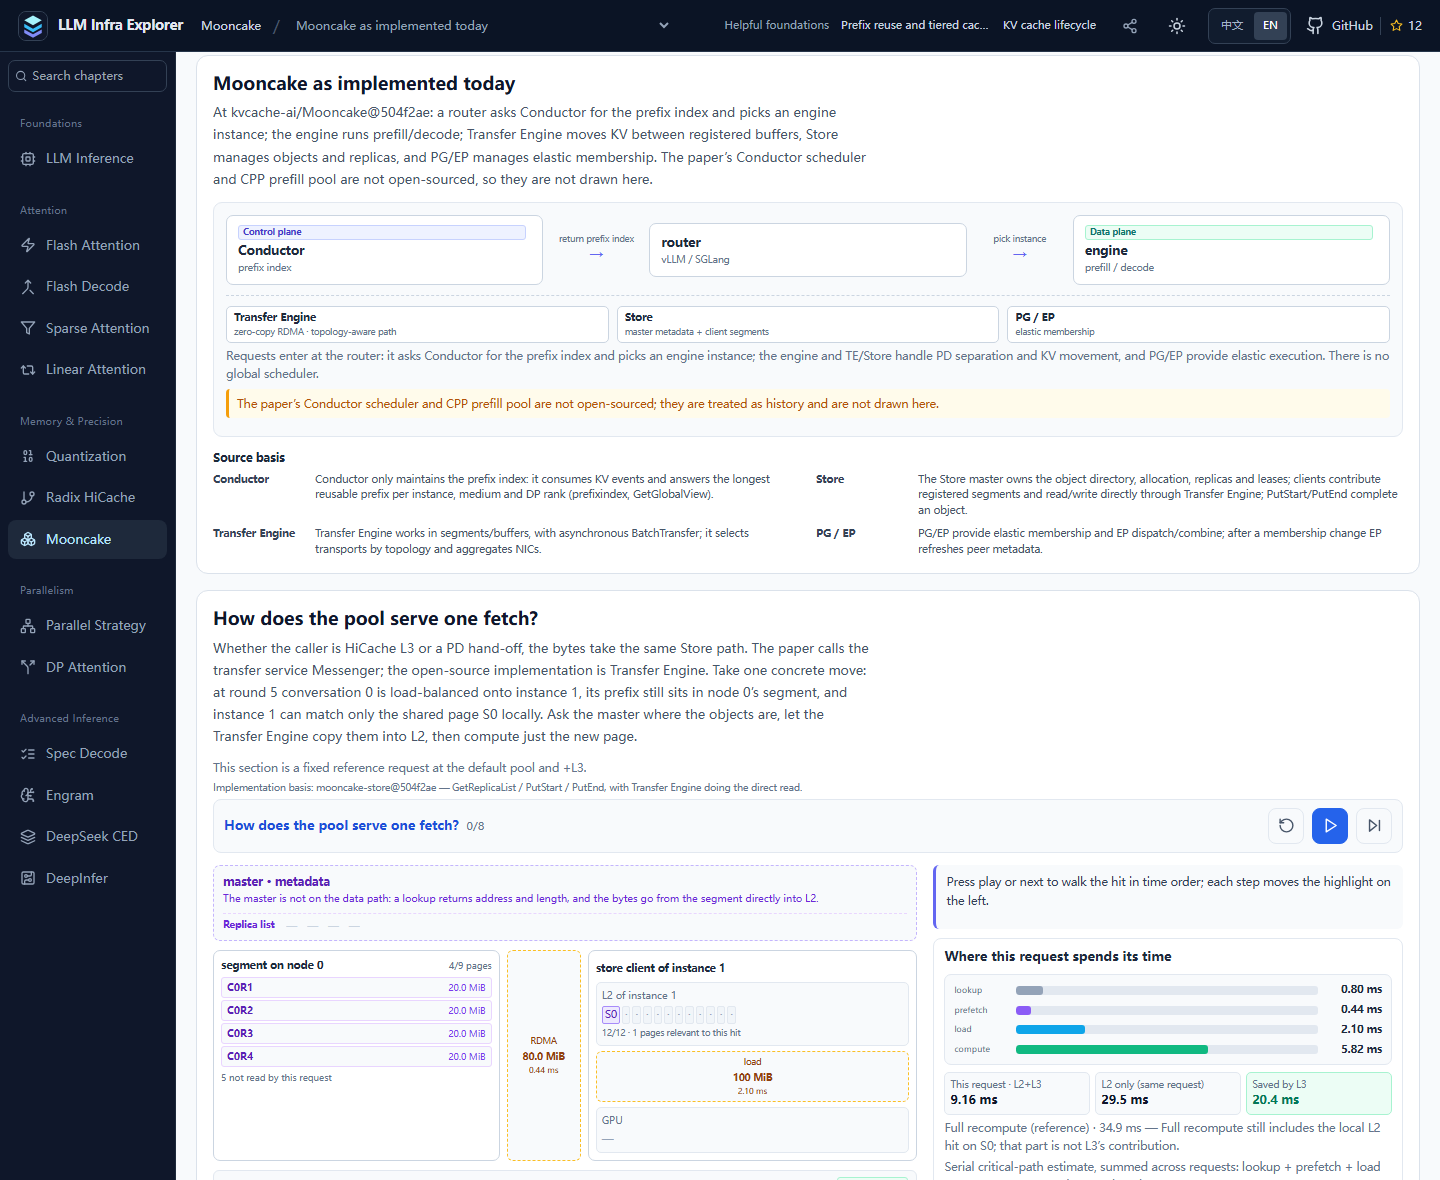 LLM Infra Explorer
Mooncake / Mooncake as implemented today
Helpful foundations Prefix reuse and tiered cac... KV cache lifecycle
中文 EN
GitHub 12
Search chapters
Foundations
LLM Inference
Attention
Flash Attention
Flash Decode
Sparse Attention
Linear Attention
Memory & Precision
Quantization
Radix HiCache
Mooncake
Parallelism
Parallel Strategy
DP Attention
Advanced Inference
Spec Decode
Engram
DeepSeek CED
DeepInfer
Mooncake as implemented today
At kvcache-ai/Mooncake@504f2ae: a router asks Conductor for the prefix index and picks an engine
instance; the engine runs prefill/decode; Transfer Engine moves KV between registered buffers, Store
manages objects and replicas, and PG/EP manages elastic membership. The paper's Conductor scheduler
and CPP prefill pool are not open-sourced, so they are not drawn here.
Control plane
Conductor
prefix index
return prefix index
→
router
vLLM / SGLang
pick instance
→
Data plane
engine
prefill / decode
Transfer Engine
zero-copy RDMA · topology-aware path
Store
master metadata + client segments
PG / EP
elastic membership
Requests enter at the router: it asks Conductor for the prefix index and picks an engine instance; the engine and TE/Store handle PD separation and KV movement, and PG/EP provide elastic execution. There is no
global scheduler.
The paper's Conductor scheduler and CPP prefill pool are not open-sourced; they are treated as history and are not drawn here.
Source basis
Conductor
Conductor only maintains the prefix index: it consumes KV events and answers the longest
reusable prefix per instance, medium and DP rank (prefixindex, GetGlobalView).
Store
The Store master owns the object directory, allocation, replicas and leases; clients contribute
registered segments and read/write directly through Transfer Engine; PutStart/PutEnd complete
an object.
Transfer Engine
Transfer Engine works in segments/buffers, with asynchronous BatchTransfer; it selects
transports by topology and aggregates NICs.
PG / EP
PG/EP provide elastic membership and EP dispatch/combine; after a membership change EP
refreshes peer metadata.
How does the pool serve one fetch?
Whether the caller is HiCache L3 or a PD hand-off, the bytes take the same Store path. The paper calls the
transfer service Messenger; the open-source implementation is Transfer Engine. Take one concrete move:
at round 5 conversation 0 is load-balanced onto instance 1, its prefix still sits in node 0's segment, and
instance 1 can match only the shared page S0 locally. Ask the master where the objects are, let the
Transfer Engine copy them into L2, then compute just the new page.
This section is a fixed reference request at the default pool and +L3.
Implementation basis: mooncake-store@504f2ae — GetReplicaList / PutStart / PutEnd, with Transfer Engine doing the direct read.
How does the pool serve one fetch? 0/8
master • metadata
The master is not on the data path: a lookup returns address and length, and the bytes go from the segment directly into L2.
Replica list — — — —
segment on node 0 4/9 pages
C0R1 20.0 MiB
C0R2 20.0 MiB
C0R3 20.0 MiB
C0R4 20.0 MiB
5 not read by this request
RDMA
80.0 MiB
0.44 ms
store client of instance 1
L2 of instance 1
S0 - - - - - - - - - - -
12/12 · 1 pages relevant to this hit
load
100 MiB
2.10 ms
GPU
—
Press play or next to walk the hit in time order; each step moves the highlight on
the left.
Where this request spends its time
lookup 0.80 ms
prefetch 0.44 ms
load 2.10 ms
compute 5.82 ms
This request · L2+L3
9.16 ms
L2 only (same request)
29.5 ms
Saved by L3
20.4 ms
Full recompute (reference) · 34.9 ms — Full recompute still includes the local L2
hit on S0; that part is not L3's contribution.
Serial critical-path estimate, summed across requests: lookup + prefetch + load